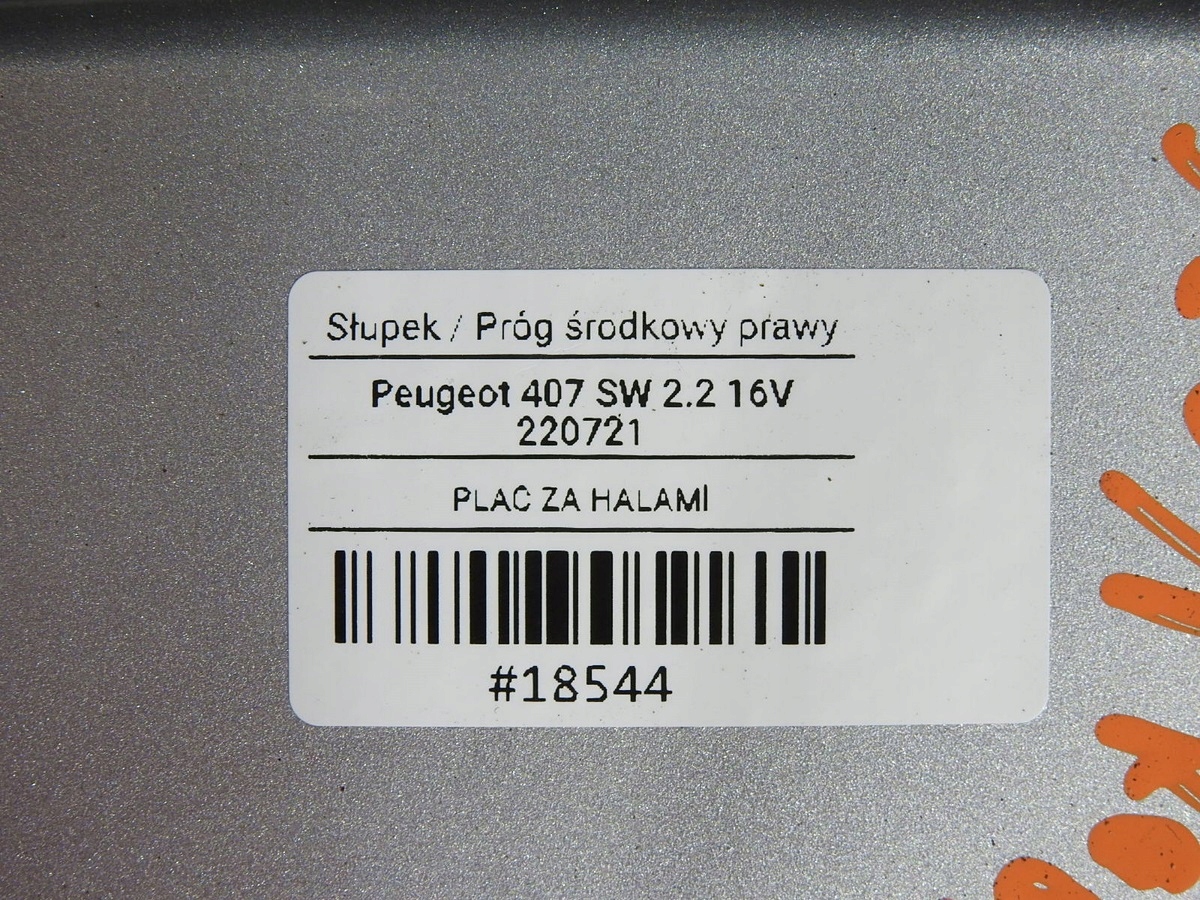 Słupek / Próg środkowy prawy
Peugeot 407 SW 2.2 16V
220721
PLAC ZA HALAMI
#18544